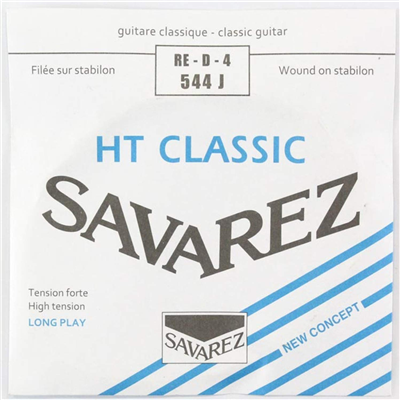 guitare classique - classic guitar
Filée sur stabilon
RE - D - 4
544 J
Wound on stabilon
HT CLASSIC
SAVAREZ
Tension forte
High tension
LONG PLAY
SAVAREZ
NEW CONCEPT